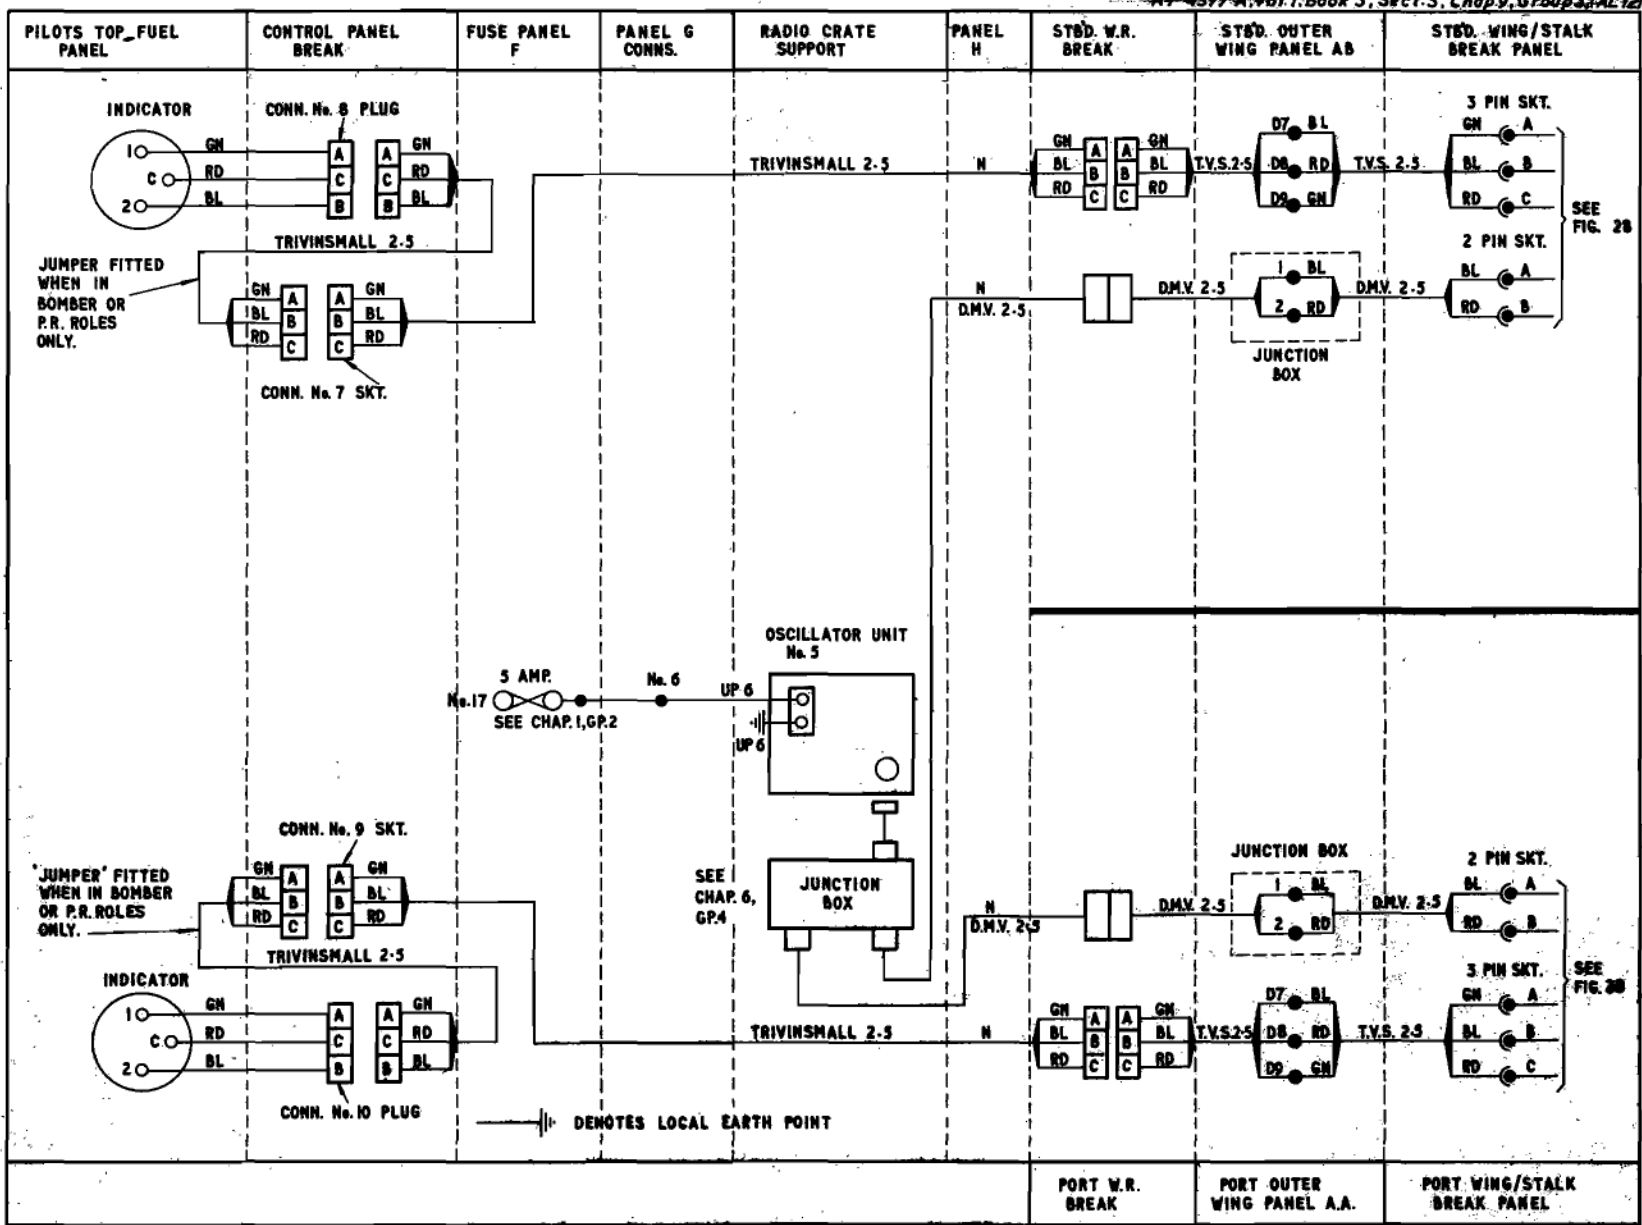 PILOTS TOP FUEL PANEL
CONTROL PANEL BREAK
FUSE PANEL F
PANEL G CONNS.
RADIO CRATE SUPPORT
PANEL H
STBD. W.R. BREAK
STBD. OUTER WING PANEL AB
STBD. WING/STALK BREAK PANEL
INDICATOR
1
C
2
GN
RD
BL
CONN. No. 8 PLUG
A
C
B
A
C
B
GN
RD
BL
TRIVINSMALL 2·5
JUMPER FITTED
WHEN IN
BOMBER OR
P.R. ROLES
ONLY.
GN
BL
RD
A
B
C
A
B
C
GN
BL
RD
CONN. No. 7 SKT.
TRIVINSMALL 2·5
N
GN
BL
RD
A
B
C
A
B
C
GN
BL
RD
T.V.S. 2·5
D7 BL
D8 RD
D9 GN
T.V.S. 2·5
3 PIN SKT.
GN A
BL B
RD C
SEE
FIG. 2B
2 PIN SKT.
BL A
RD B
N
D.M.V. 2·5
D.M.V. 2·5
1 BL
2 RD
D.M.V. 2·5
JUNCTION
BOX
OSCILLATOR UNIT
No. 5
5 AMP.
No. 17
SEE CHAP. 1, GP. 2
No. 6
UP 6
UP 6
SEE
CHAP. 6,
GP. 4
JUNCTION
BOX
CONN. No. 9 SKT.
'JUMPER' FITTED
WHEN IN BOMBER
OR P.R. ROLES
ONLY.
GN
BL
RD
A
B
C
A
B
C
GN
BL
RD
TRIVINSMALL 2·5
INDICATOR
1
C
2
GN
RD
BL
A
C
B
A
C
B
GN
RD
BL
CONN. No. 10 PLUG
N
D.M.V. 2·5
D.M.V. 2·5
JUNCTION BOX
1 BL
2 RD
D.M.V. 2·5
2 PIN SKT.
BL A
RD B
3 PIN SKT.
GN A
BL B
RD C
SEE
TRIVINSMALL 2·5
N
GN
BL
RD
A
B
C
A
B
C
GN
BL
RD
T.V.S. 2·5
D7 BL
D8 RD
D9 GN
T.V.S. 2·5
DENOTES LOCAL EARTH POINT
PORT W.R. BREAK
PORT OUTER WING PANEL A.A.
PORT WING/STALK BREAK PANEL